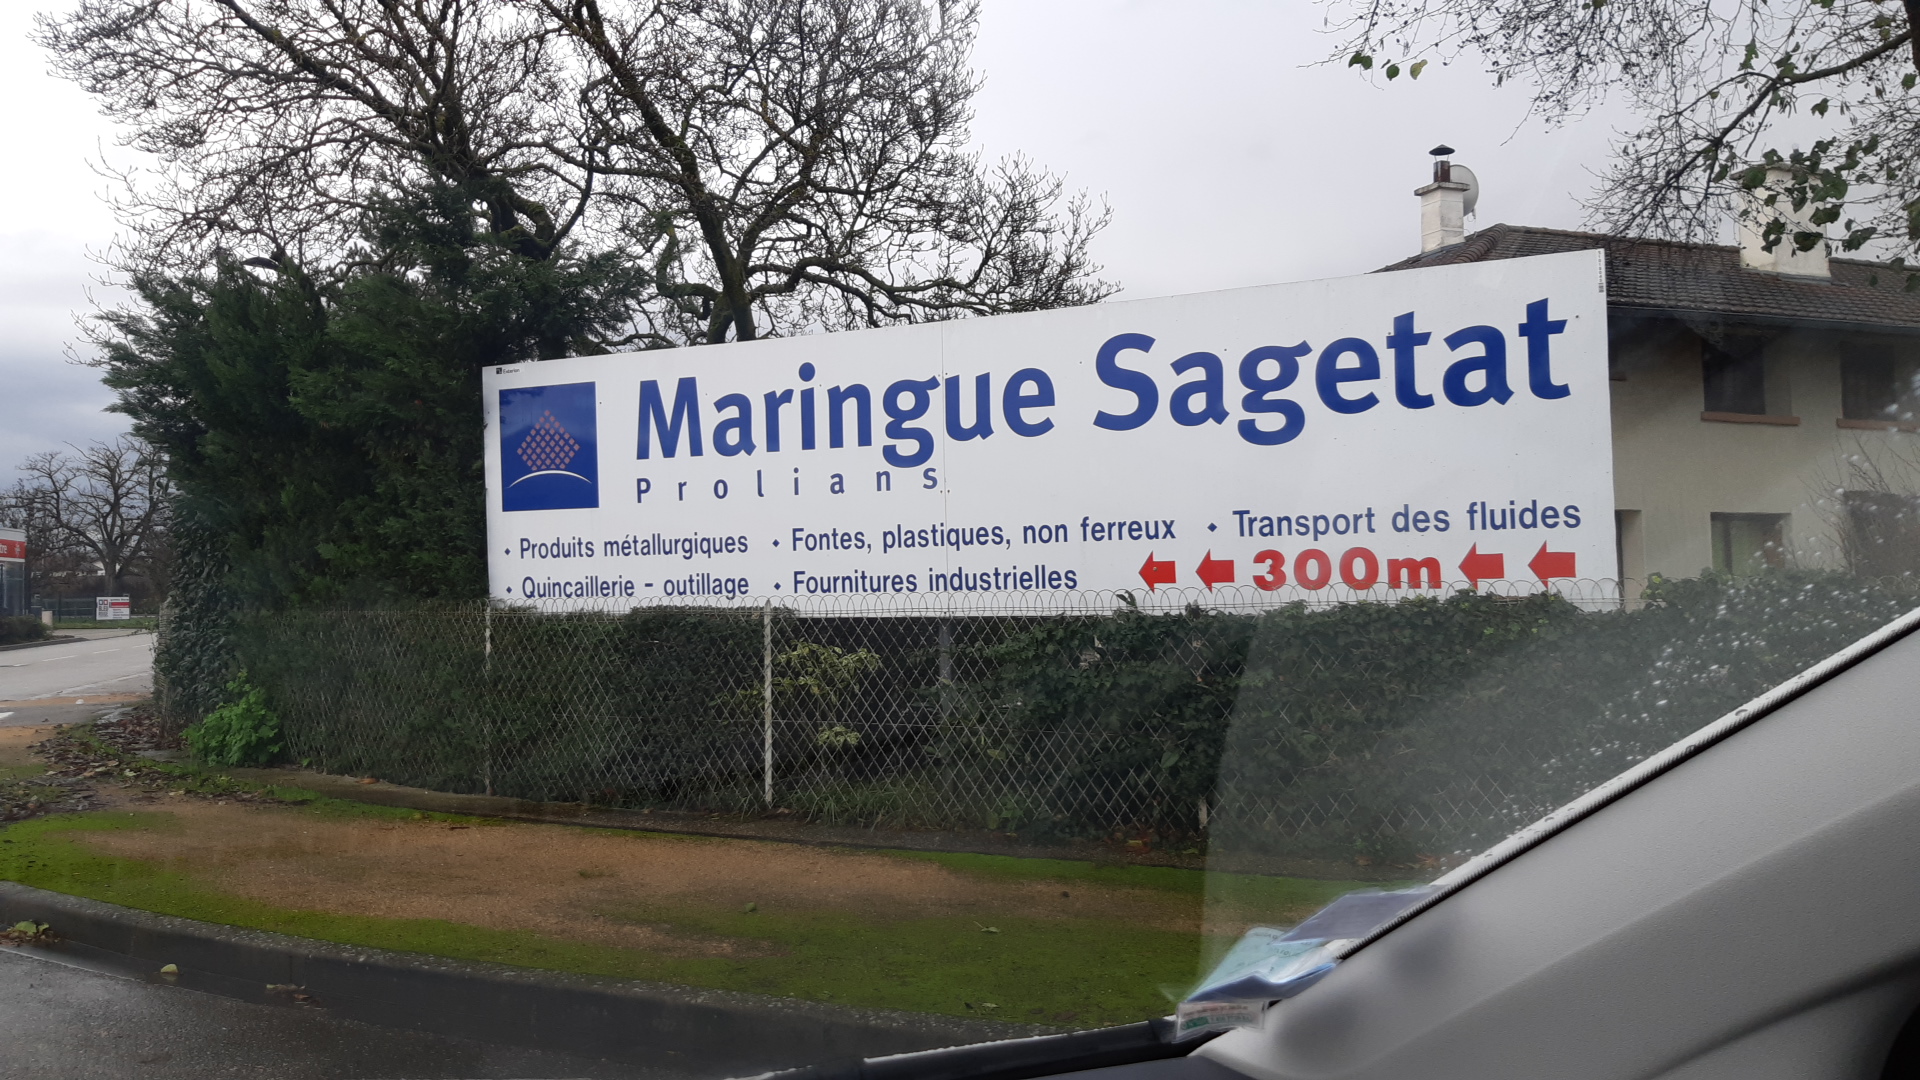 Maringue Sagetat
Prolians
• Produits métallurgiques • Fontes, plastiques, non ferreux • Transport des fluides
• Quincaillerie - outillage • Fournitures industrielles
300m